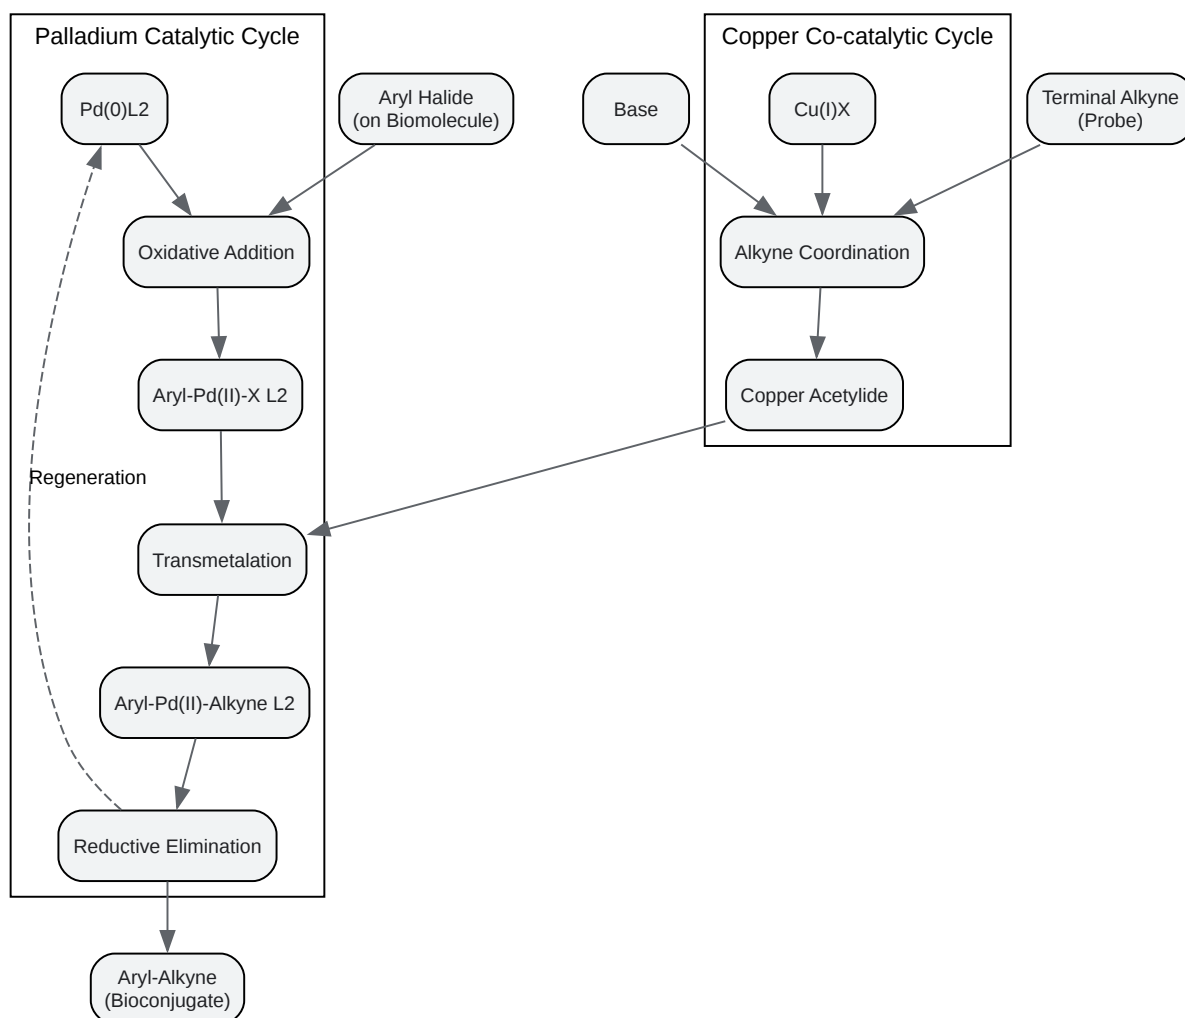 Palladium Catalytic Cycle
Copper Co-catalytic Cycle
Pd(0)L2
Aryl Halide
(on Biomolecule)
Base
Cu(I)X
Terminal Alkyne
(Probe)
Oxidative Addition
Alkyne Coordination
Aryl-Pd(II)-X L2
Copper Acetylide
Regeneration
Transmetalation
Aryl-Pd(II)-Alkyne L2
Reductive Elimination
Aryl-Alkyne
(Bioconjugate)